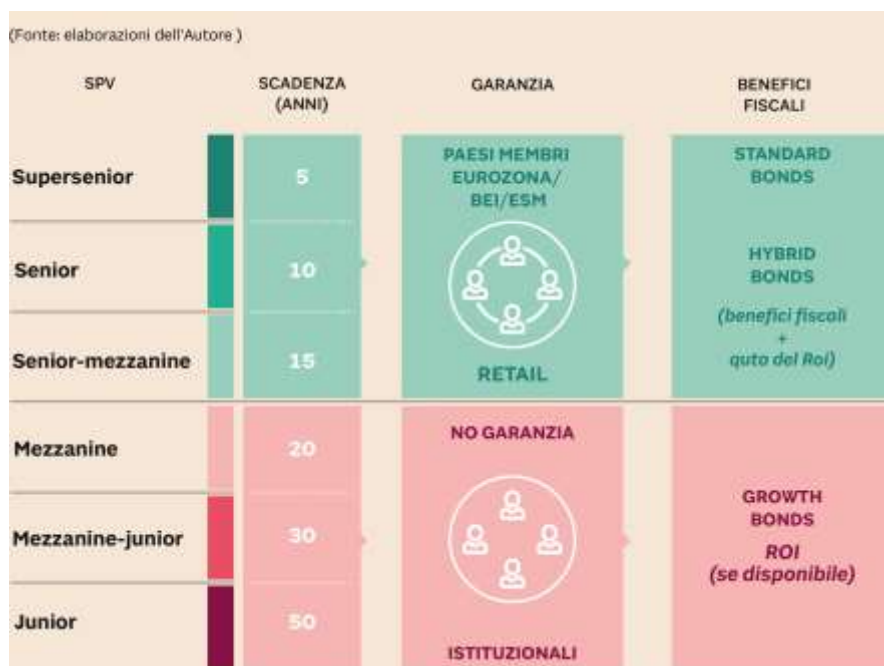 (Fonte: elaborazioni dell'Autore )
SPV
SCADENZA
(ANNI)
GARANZIA
BENEFICI
FISCALI
Supersenior
5
PAESI MEMBRI
EUROZONA/
BEI/ESM
STANDARD
BONDS
Senior
10
HYBRID
BONDS
(benefici fiscali
+
quta del Roi)
Senior-mezzanine
15
RETAIL
Mezzanine
20
NO GARANZIA
Mezzanine-junior
30
GROWTH
BONDS
ROI
(se disponibile)
Junior
50
ISTITUZIONALI